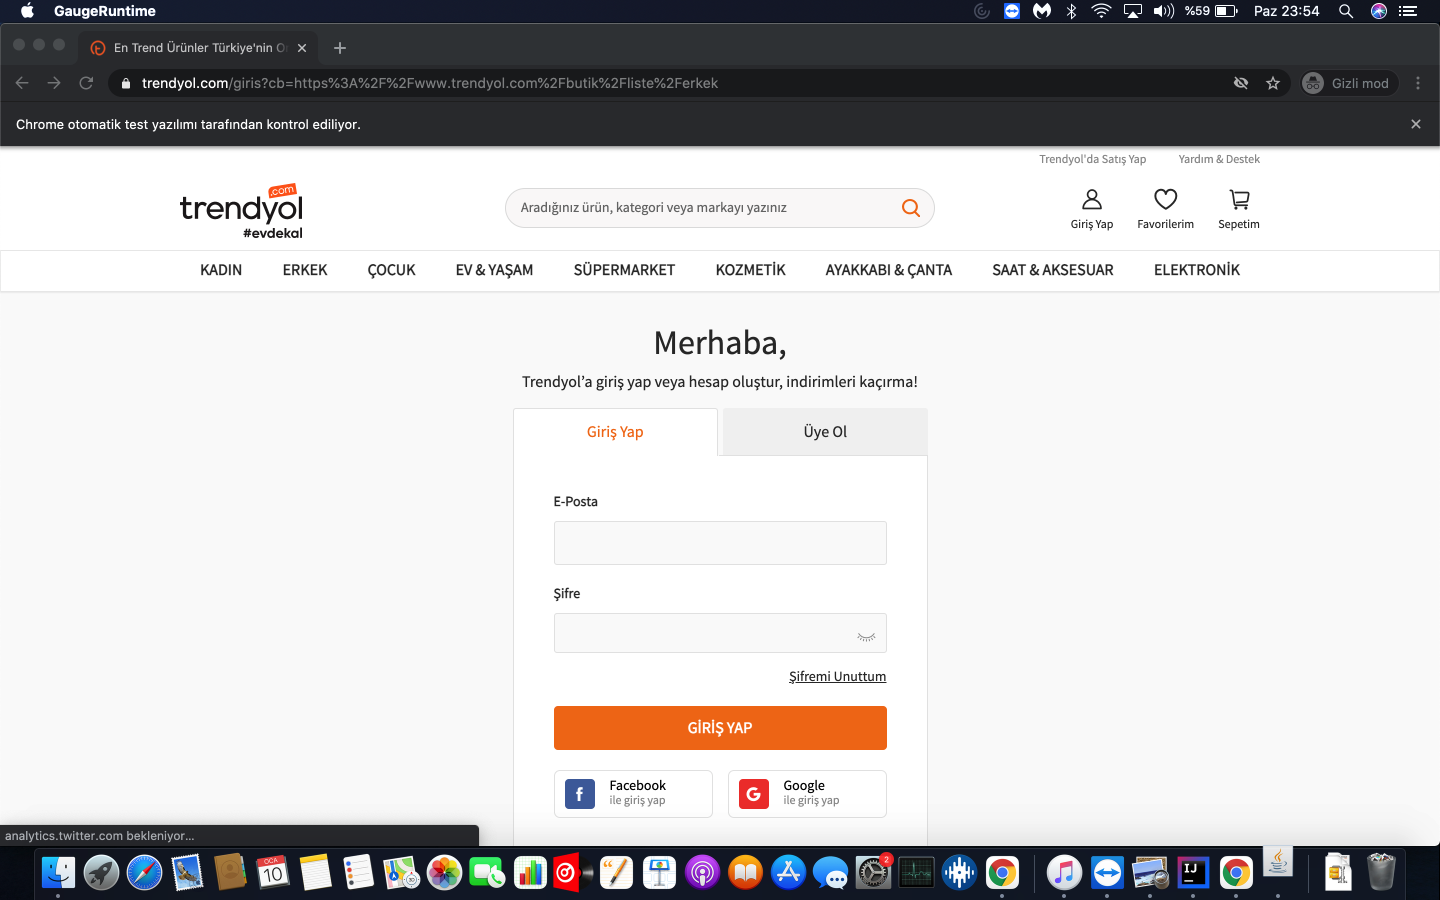 GaugeRuntime
%59
Paz 23:54
En Trend Ürünler Türkiye'nin O
trendyol.com/giris?cb=https%3A%2F%2Fwww.trendyol.com%2Fbutik%2Fliste%2Ferkek
Gizli mod
Chrome otomatik test yazılımı tarafından kontrol ediliyor.
Trendyol'da Satış Yap
Yardım & Destek
.com
trendyol
#evdekal
Aradığınız ürün, kategori veya markayı yazınız
Giriş Yap
Favorilerim
Sepetim
KADIN
ERKEK
ÇOCUK
EV & YAŞAM
SÜPERMARKET
KOZMETİK
AYAKKABI & ÇANTA
SAAT & AKSESUAR
ELEKTRONİK
Merhaba,
Trendyol’a giriş yap veya hesap oluştur, indirimleri kaçırma!
Giriş Yap
Üye Ol
E-Posta
Şifre
Şifremi Unuttum
GİRİŞ YAP
Facebook
ile giriş yap
Google
ile giriş yap
analytics.twitter.com bekleniyor...
OCA
10
2
IJ